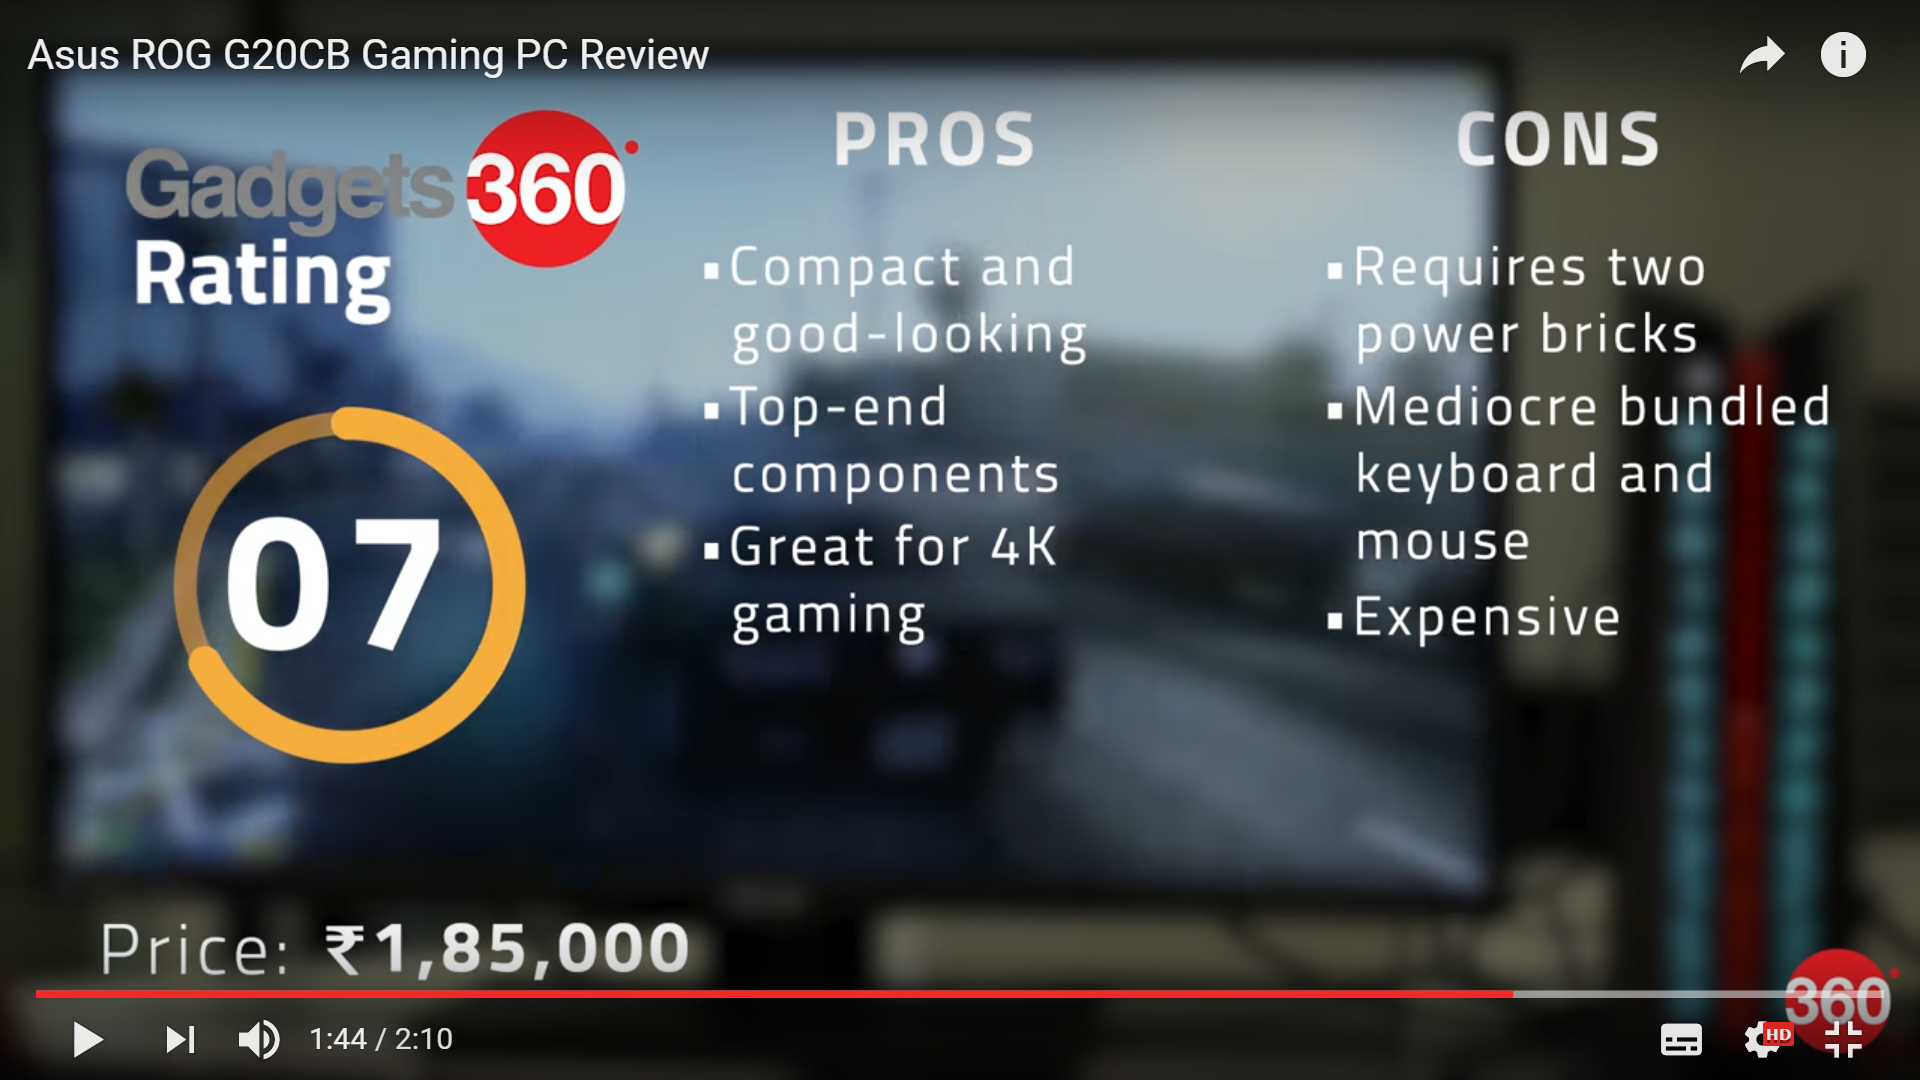 Asus ROG G20CB Gaming PC Review
Gadgets 360
Rating
07
PROS
▪Compact and
good-looking
▪Top-end
components
▪Great for 4K
gaming
CONS
▪Requires two
power bricks
▪Mediocre bundled
keyboard and
mouse
▪Expensive
Price: ₹1,85,000
360
1:44 / 2:10
HD